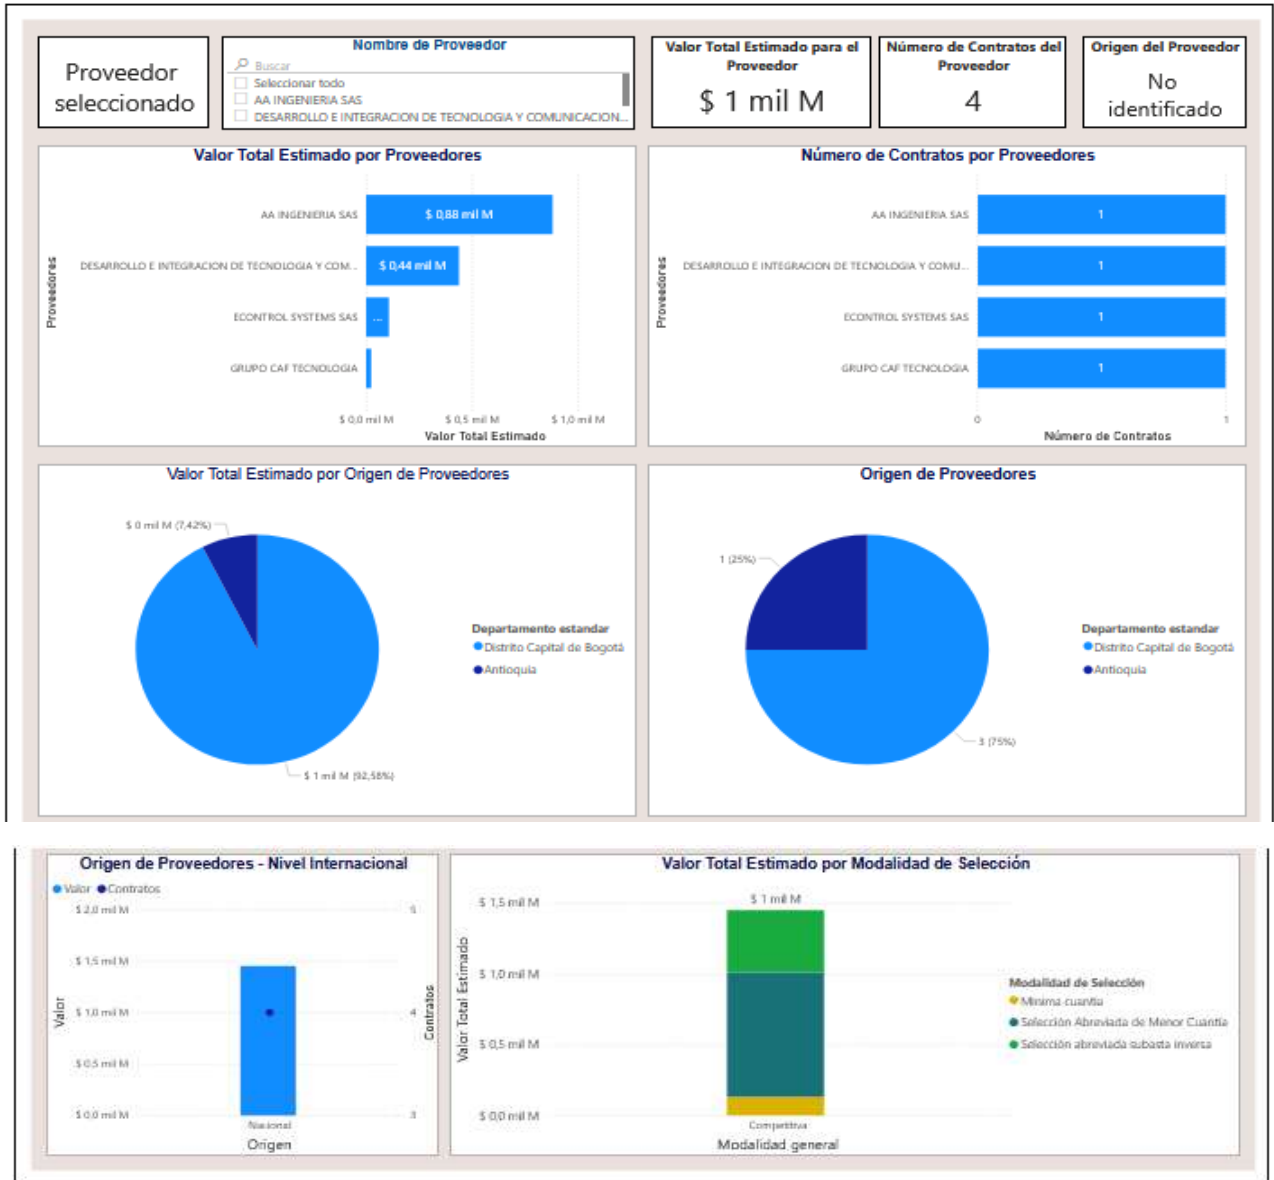 Proveedor
seleccionado
Nombre de Proveedor
Buscar
Seleccionar todo
AA INGENIERIA SAS
DESARROLLO E INTEGRACION DE TECNOLOGIA Y COMUNICACION...
Valor Total Estimado para el
Proveedor
$ 1 mil M
Número de Contratos del
Proveedor
4
Origen del Proveedor
No
identificado
Valor Total Estimado por Proveedores
Proveedores
AA INGENIERIA SAS
$ 0,88 mil M
DESARROLLO E INTEGRACION DE TECNOLOGIA Y COM...
$ 0,44 mil M
ECONTROL SYSTEMS SAS
...
GRUPO CAF TECNOLOGIA
$ 0,0 mil M
$ 0,5 mil M
$ 1,0 mil M
Valor Total Estimado
Número de Contratos por Proveedores
Proveedores
AA INGENIERIA SAS
1
DESARROLLO E INTEGRACION DE TECNOLOGIA Y COMU...
1
ECONTROL SYSTEMS SAS
1
GRUPO CAF TECNOLOGIA
1
0
1
Número de Contratos
Valor Total Estimado por Origen de Proveedores
$ 0 mil M (7,42%)
$ 1 mil M (92,58%)
Departamento estandar
Distrito Capital de Bogotá
Antioquia
Origen de Proveedores
1 (25%)
3 (75%)
Departamento estandar
Distrito Capital de Bogotá
Antioquia
Origen de Proveedores - Nivel Internacional
Valor
Contratos
Valor
$ 2,0 mil M
$ 1,5 mil M
$ 1,0 mil M
$ 0,5 mil M
$ 0,0 mil M
5
4
3
Contratos
Nacional
Origen
Valor Total Estimado por Modalidad de Selección
Valor Total Estimado
$ 1,5 mil M
$ 1,0 mil M
$ 0,5 mil M
$ 0,0 mil M
$ 1 mil M
Competitiva
Modalidad general
Modalidad de Selección
Mínima cuantía
Selección Abreviada de Menor Cuantía
Selección abreviada subasta inversa